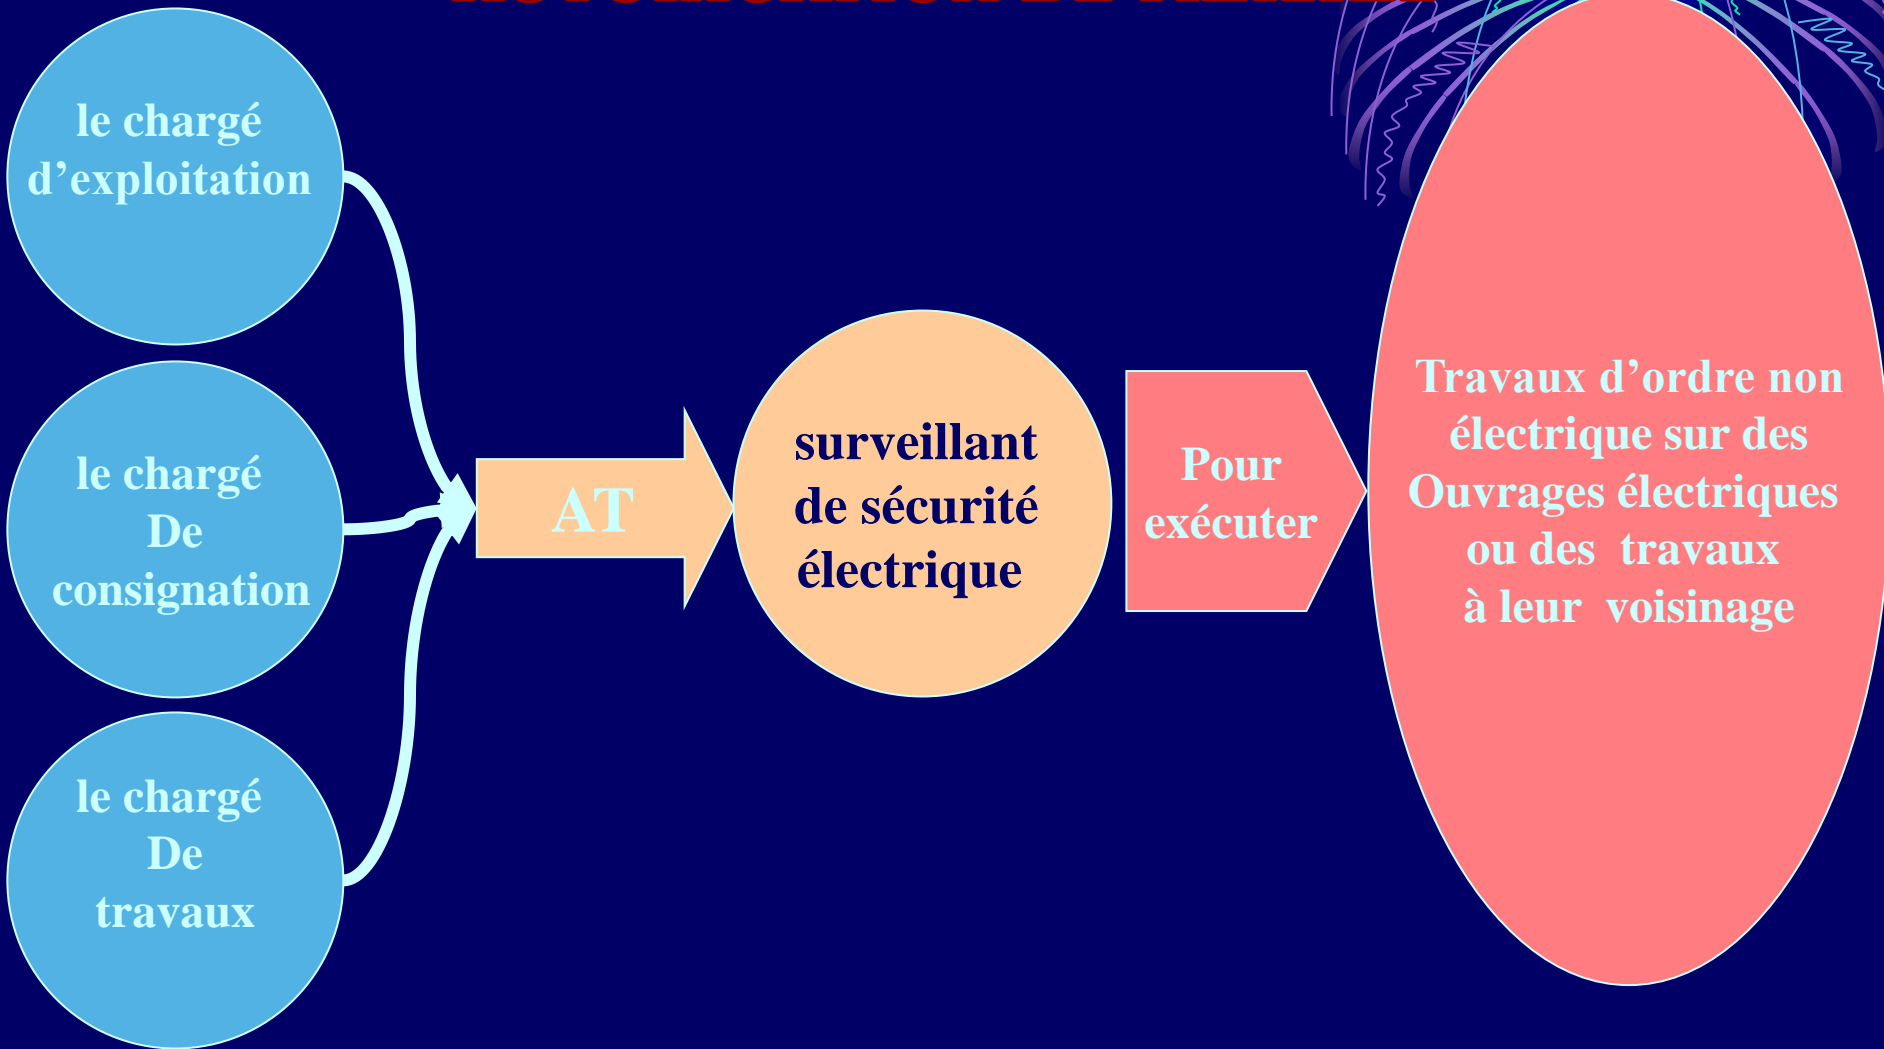 le chargé
d’exploitation
le chargé
De
consignation
le chargé
De
travaux
AT
surveillant
de sécurité
électrique
Pour
exécuter
Travaux d’ordre non
électrique sur des
Ouvrages électriques
ou des travaux
à leur voisinage